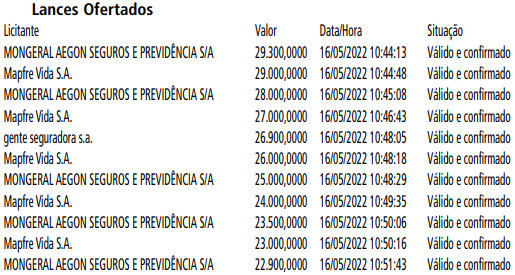 Lances Ofertados
Licitante Valor Data/Hora Situação
MONGERAL AEGON SEGUROS E PREVIDÊNCIA S/A 29.300,0000 16/05/2022 10:44:13 Válido e confirmado
Mapfre Vida S.A. 29.000,0000 16/05/2022 10:44:48 Válido e confirmado
MONGERAL AEGON SEGUROS E PREVIDÊNCIA S/A 28.000,0000 16/05/2022 10:45:08 Válido e confirmado
Mapfre Vida S.A. 27.000,0000 16/05/2022 10:46:43 Válido e confirmado
gente seguradora s.a. 26.900,0000 16/05/2022 10:48:05 Válido e confirmado
Mapfre Vida S.A. 26.000,0000 16/05/2022 10:48:18 Válido e confirmado
MONGERAL AEGON SEGUROS E PREVIDÊNCIA S/A 25.000,0000 16/05/2022 10:48:29 Válido e confirmado
Mapfre Vida S.A. 24.000,0000 16/05/2022 10:49:35 Válido e confirmado
MONGERAL AEGON SEGUROS E PREVIDÊNCIA S/A 23.500,0000 16/05/2022 10:50:06 Válido e confirmado
Mapfre Vida S.A. 23.000,0000 16/05/2022 10:50:16 Válido e confirmado
MONGERAL AEGON SEGUROS E PREVIDÊNCIA S/A 22.900,0000 16/05/2022 10:51:43 Válido e confirmado